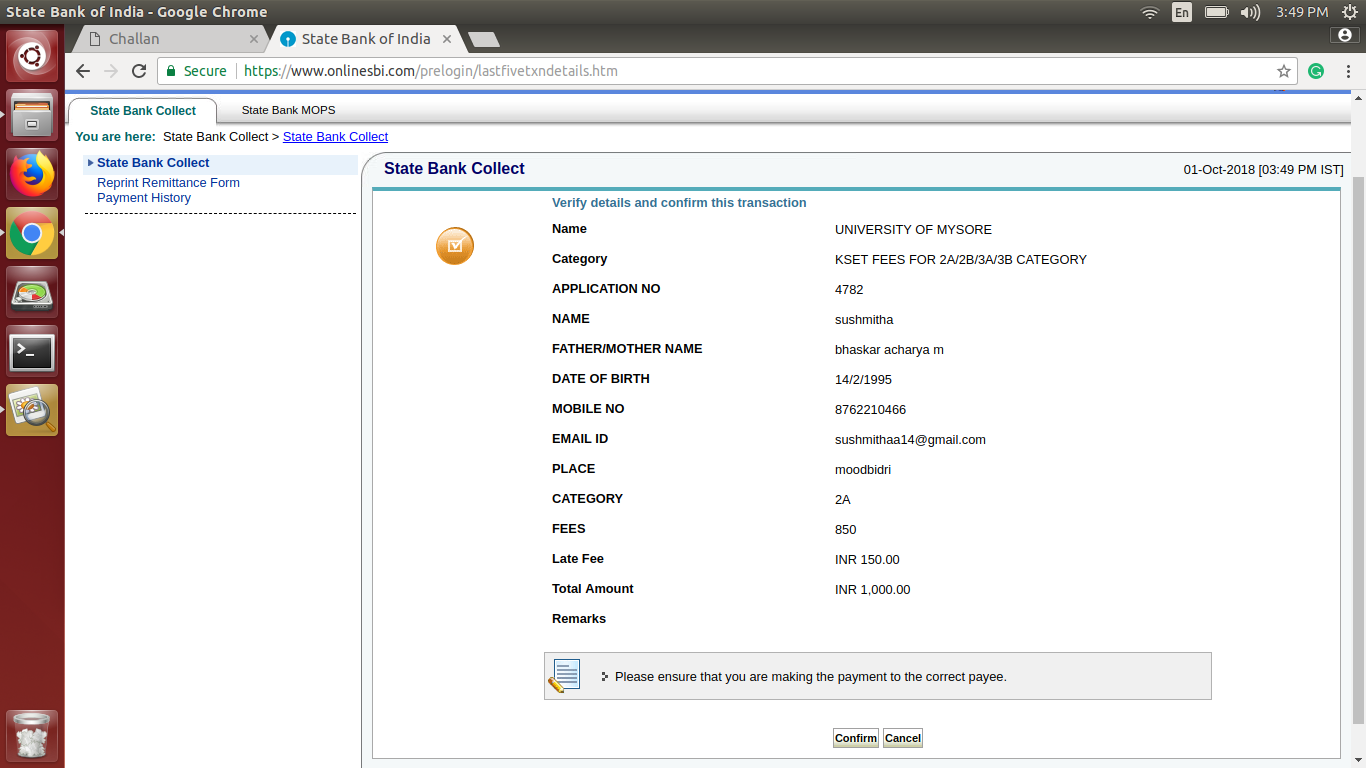 State Bank of India - Google Chrome
En
3:49 PM
Challan
State Bank of India
Secure
https://www.onlinesbi.com/prelogin/lastfivetxndetails.htm
State Bank Collect
State Bank MOPS
You are here: State Bank Collect > State Bank Collect
State Bank Collect
Reprint Remittance Form
Payment History
State Bank Collect
01-Oct-2018 [03:49 PM IST]
Verify details and confirm this transaction
Name UNIVERSITY OF MYSORE
Category KSET FEES FOR 2A/2B/3A/3B CATEGORY
APPLICATION NO 4782
NAME sushmitha
FATHER/MOTHER NAME bhaskar acharya m
DATE OF BIRTH 14/2/1995
MOBILE NO 8762210466
EMAIL ID sushmithaa14@gmail.com
PLACE moodbidri
CATEGORY 2A
FEES 850
Late Fee INR 150.00
Total Amount INR 1,000.00
Remarks
Please ensure that you are making the payment to the correct payee.
Confirm Cancel